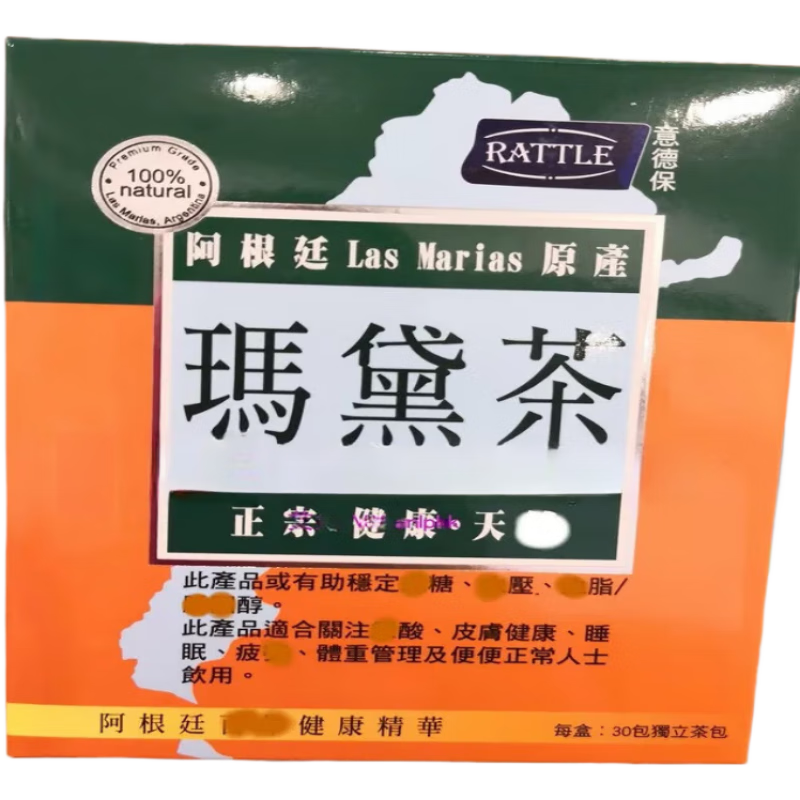 RATTLE
意德保
Premium Grade
100%
natural
Las Marias, Argentina
阿根廷 Las Marias 原產
瑪黛茶
正宗 健康·天
此產品或有助穩定 糖、 壓、 脂/
醇。
此產品適合關注 酸、皮膚健康、睡
眠、疲 、體重管理及便便正常人士
飲用。
阿根廷 健康精華
每盒：30包獨立茶包